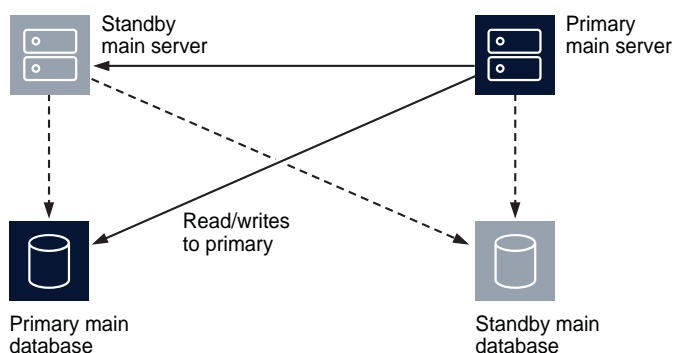 Standby
main server
Primary
main server
Read/writes
to primary
Primary main
database
Standby main
database